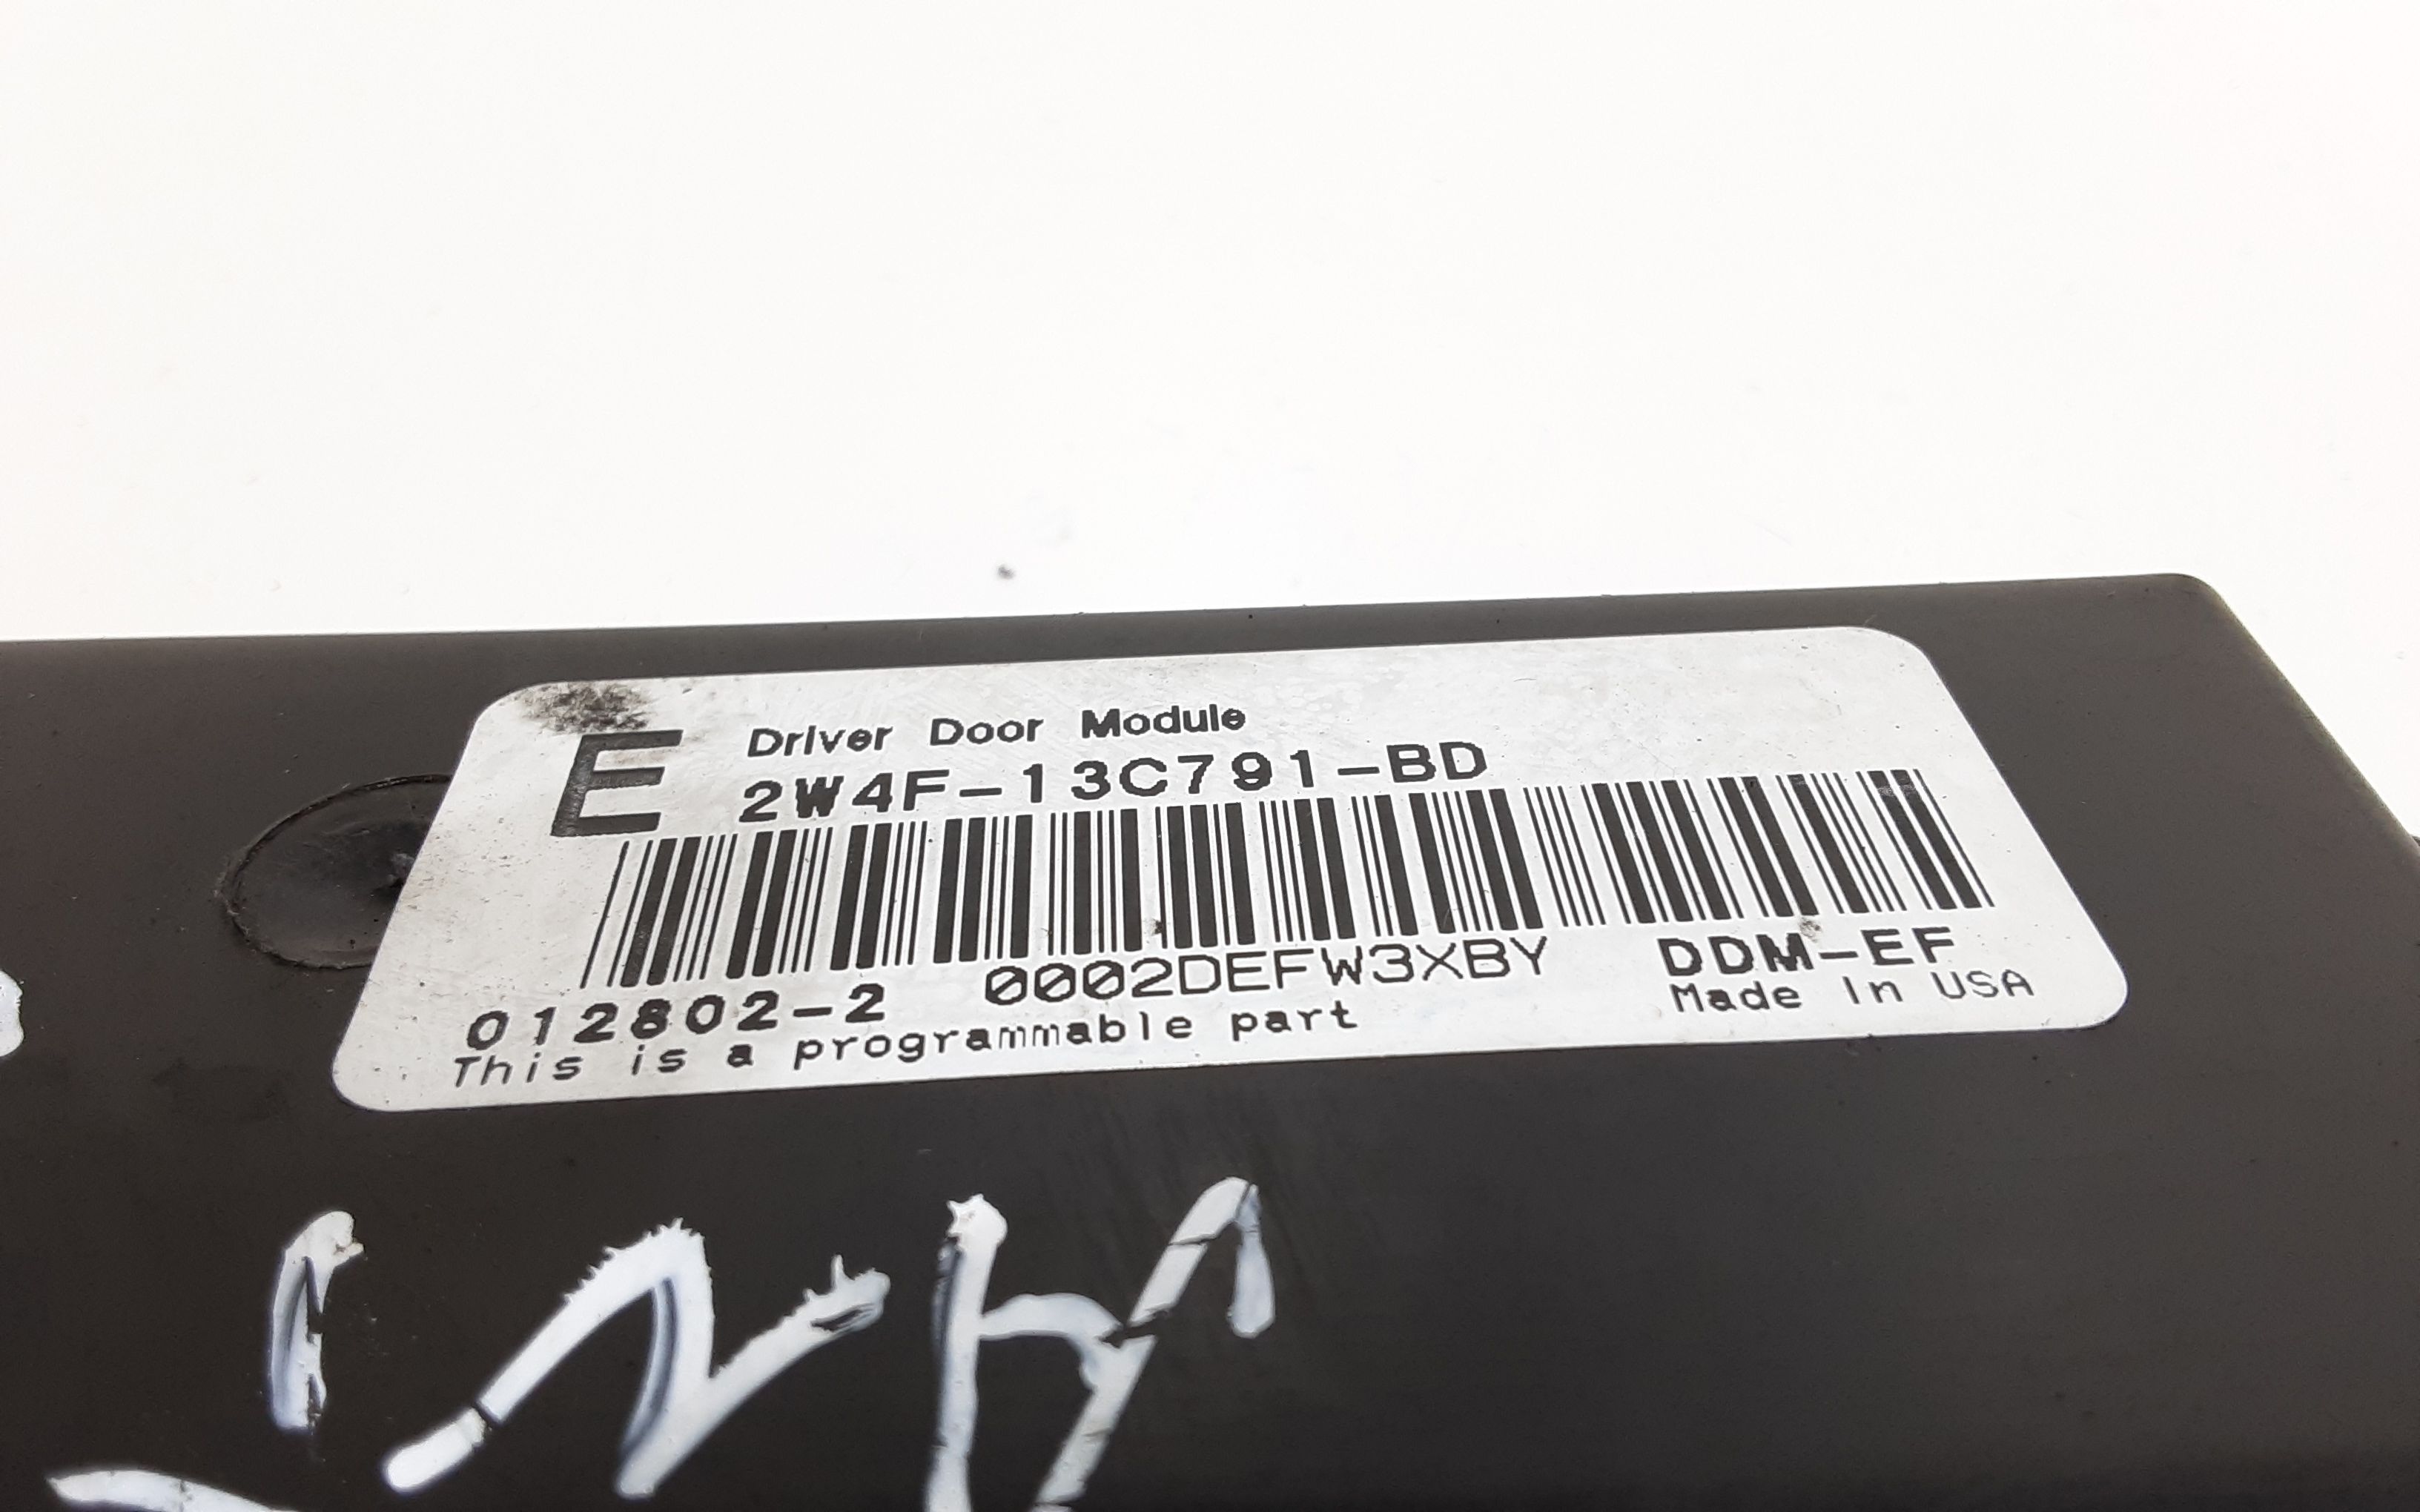 E
Driver Door Module
2W4F-13C791-BD
0002DEFW3XBY
DDM-EF
012802-2
Made In USA
This is a programmable part